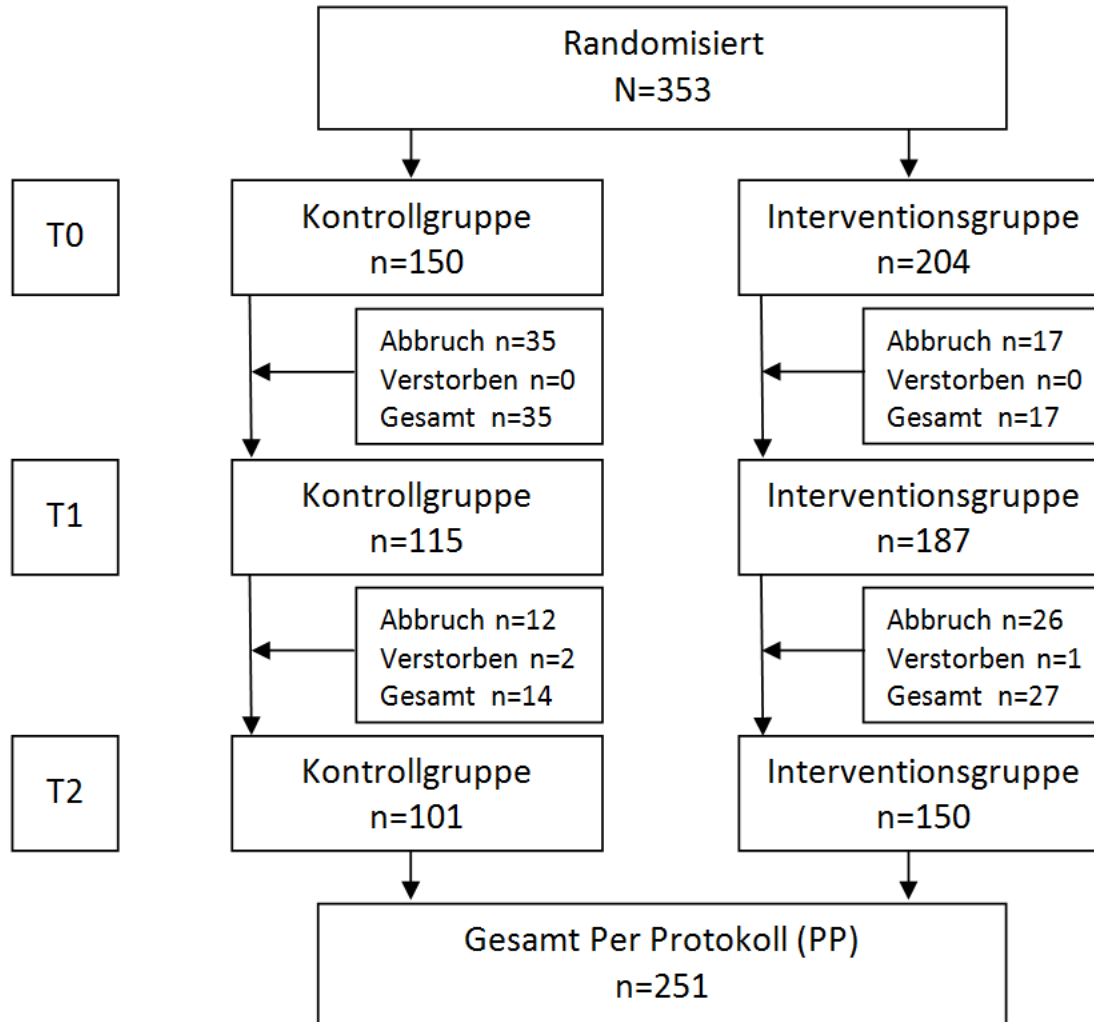 Randomisiert
N=353
T0
Kontrollgruppe
n=150
Interventionsgruppe
n=204
Abbruch n=35
Verstorben n=0
Gesamt n=35
Abbruch n=17
Verstorben n=0
Gesamt n=17
T1
Kontrollgruppe
n=115
Interventionsgruppe
n=187
Abbruch n=12
Verstorben n=2
Gesamt n=14
Abbruch n=26
Verstorben n=1
Gesamt n=27
T2
Kontrollgruppe
n=101
Interventionsgruppe
n=150
Gesamt Per Protokoll (PP)
n=251